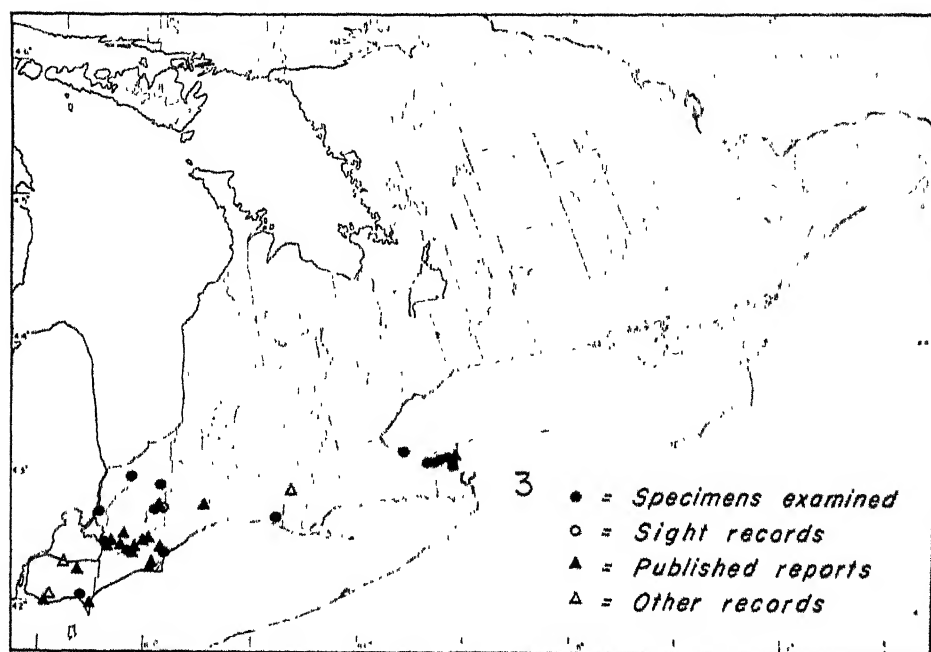 3
● = Specimens examined
○ = Sight records
▲ = Published reports
△ = Other records